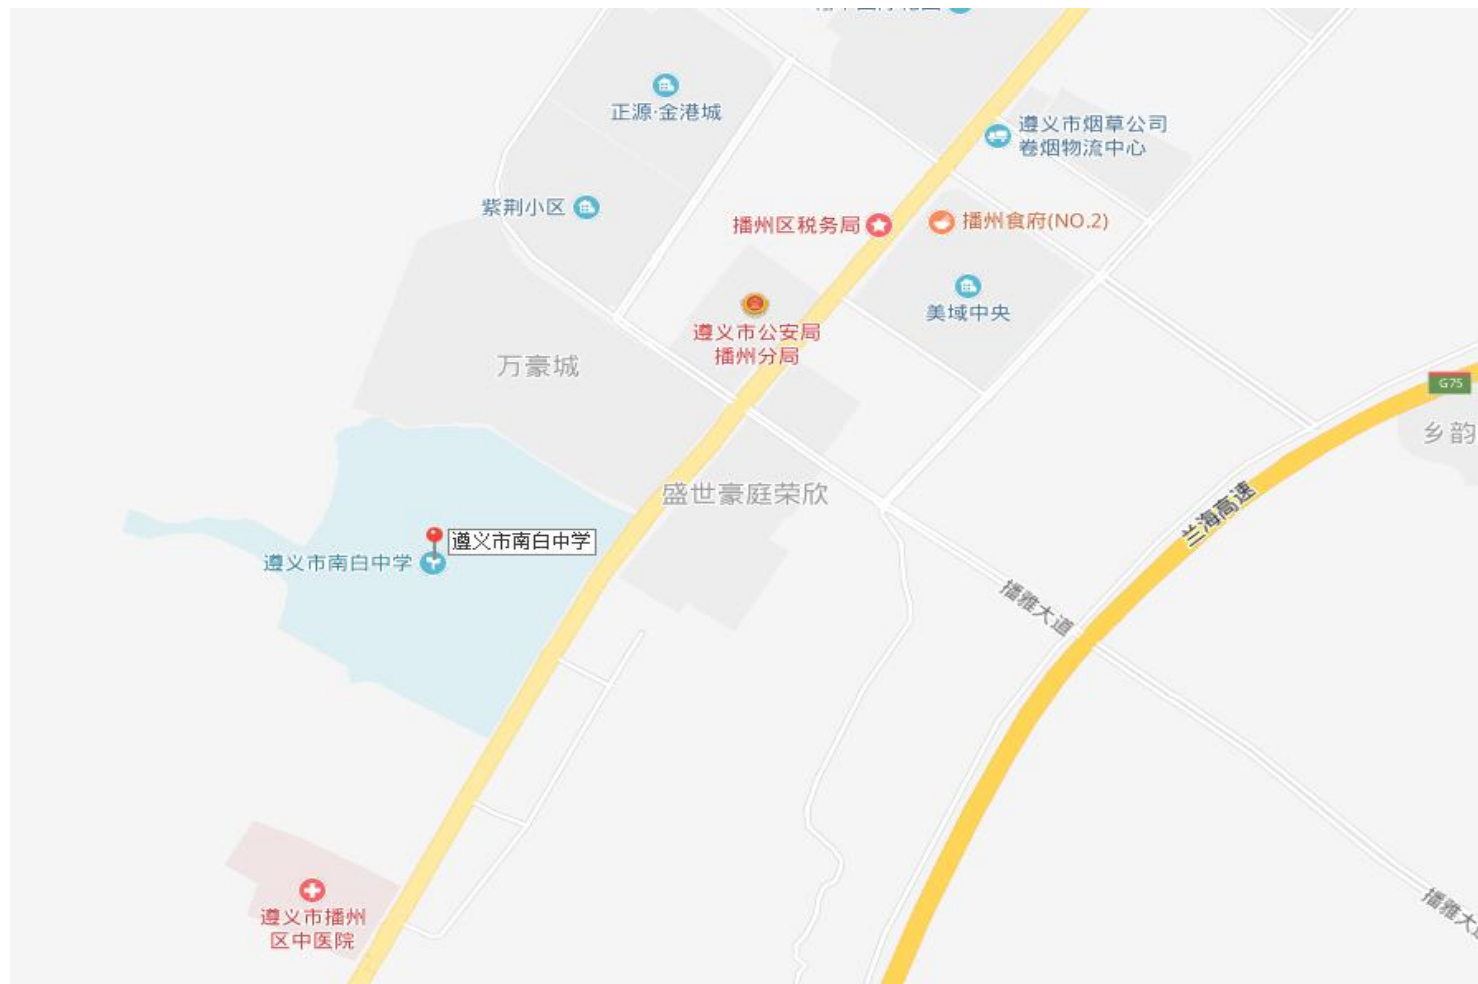 正源·金港城
遵义市烟草公司
卷烟物流中心
紫荆小区
播州区税务局
播州食府(NO.2)
美域中央
遵义市公安局
播州分局
万豪城
G75
乡韵
盛世豪庭荣欣
兰海高速
遵义市南白中学
遵义市南白中学
播雅大道
播雅大
遵义市播州
区中医院